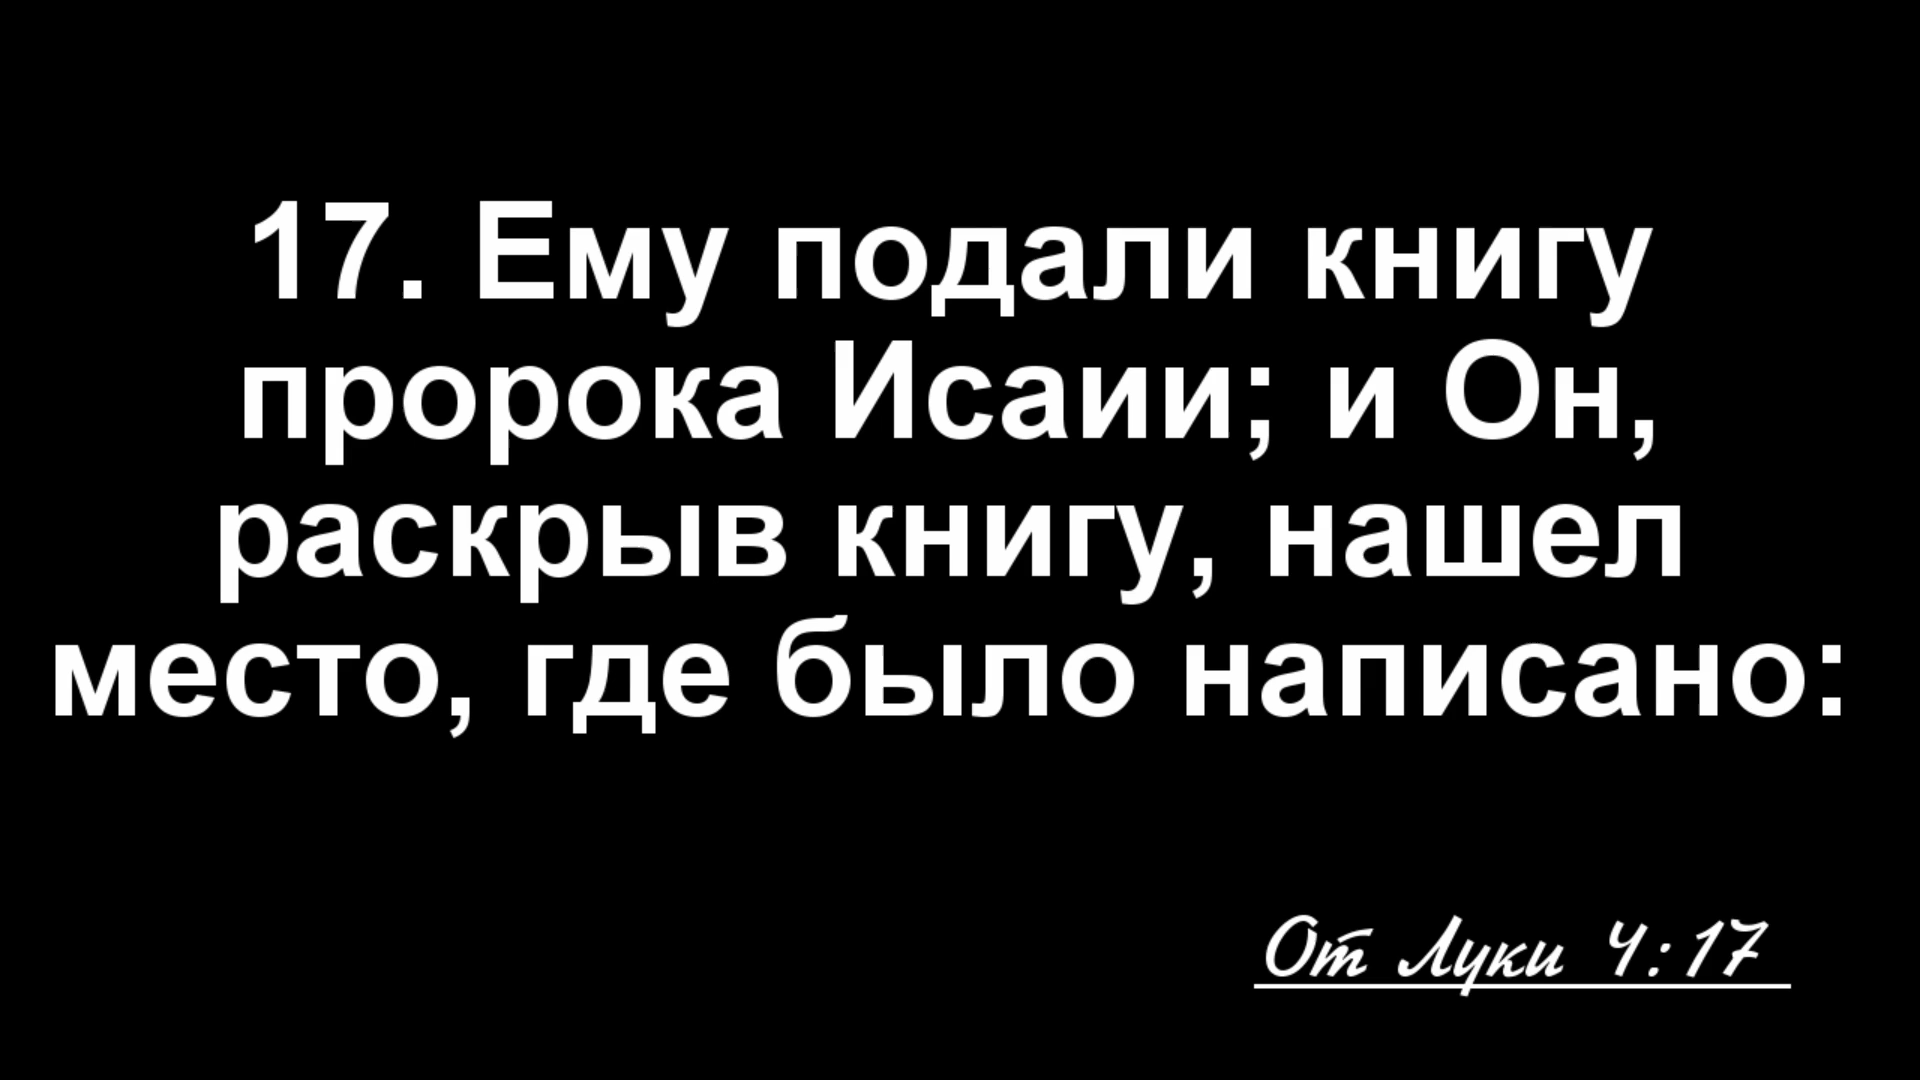 17. Ему подали книгу
пророка Исаии; и Он,
раскрыв книгу, нашел
место, где было написано:
От Луки 4:17